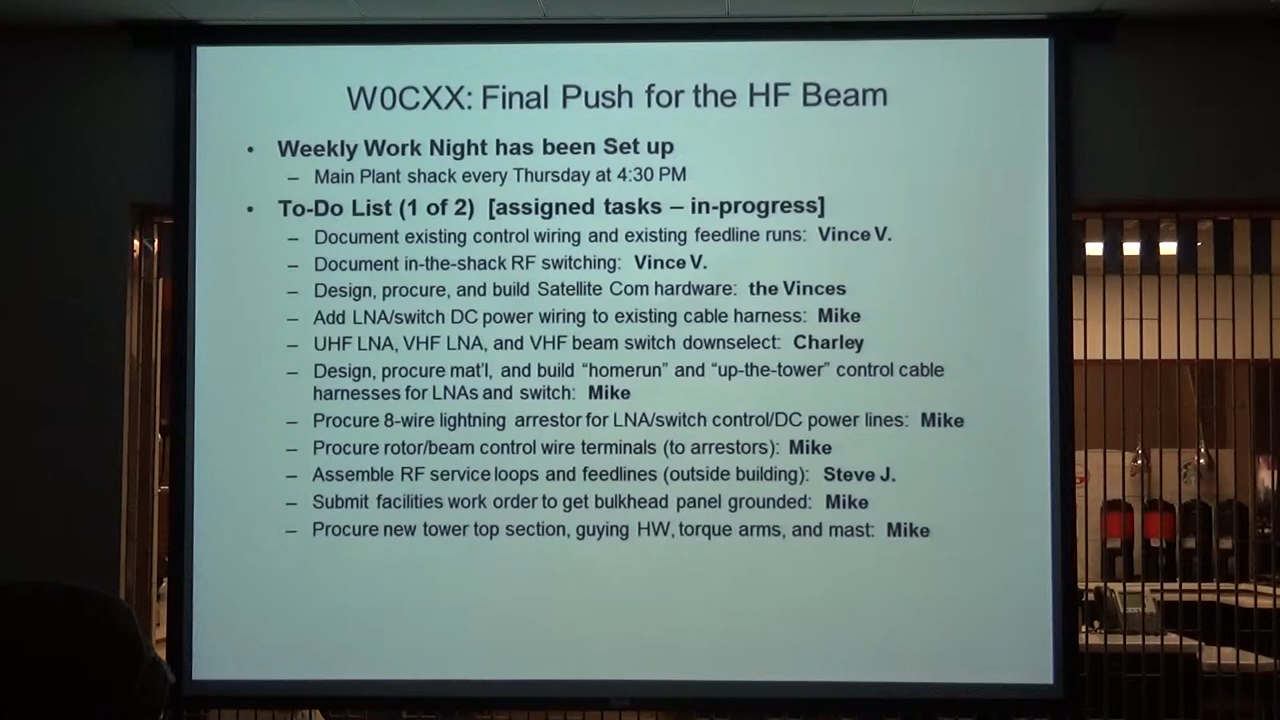 W0CXX: Final Push for the HF Beam
• Weekly Work Night has been Set up
– Main Plant shack every Thursday at 4:30 PM
• To-Do List (1 of 2) [assigned tasks – in-progress]
– Document existing control wiring and existing feedline runs: Vince V.
– Document in-the-shack RF switching: Vince V.
– Design, procure, and build Satellite Com hardware: the Vinces
– Add LNA/switch DC power wiring to existing cable harness: Mike
– UHF LNA, VHF LNA, and VHF beam switch downselect: Charley
– Design, procure mat'l, and build “homerun” and “up-the-tower” control cable
harnesses for LNAs and switch: Mike
– Procure 8-wire lightning arrestor for LNA/switch control/DC power lines: Mike
– Procure rotor/beam control wire terminals (to arrestors): Mike
– Assemble RF service loops and feedlines (outside building): Steve J.
– Submit facilities work order to get bulkhead panel grounded: Mike
– Procure new tower top section, guying HW, torque arms, and mast: Mike